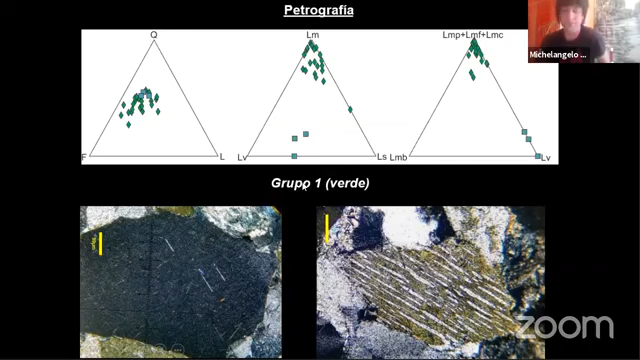 Petrografía
Q
Lm
Lmp+Lmf+Lmc
Michelangelo ...
F
L
Lv
Ls
Lmb
Lv
Grupo 1 (verde)
zoom